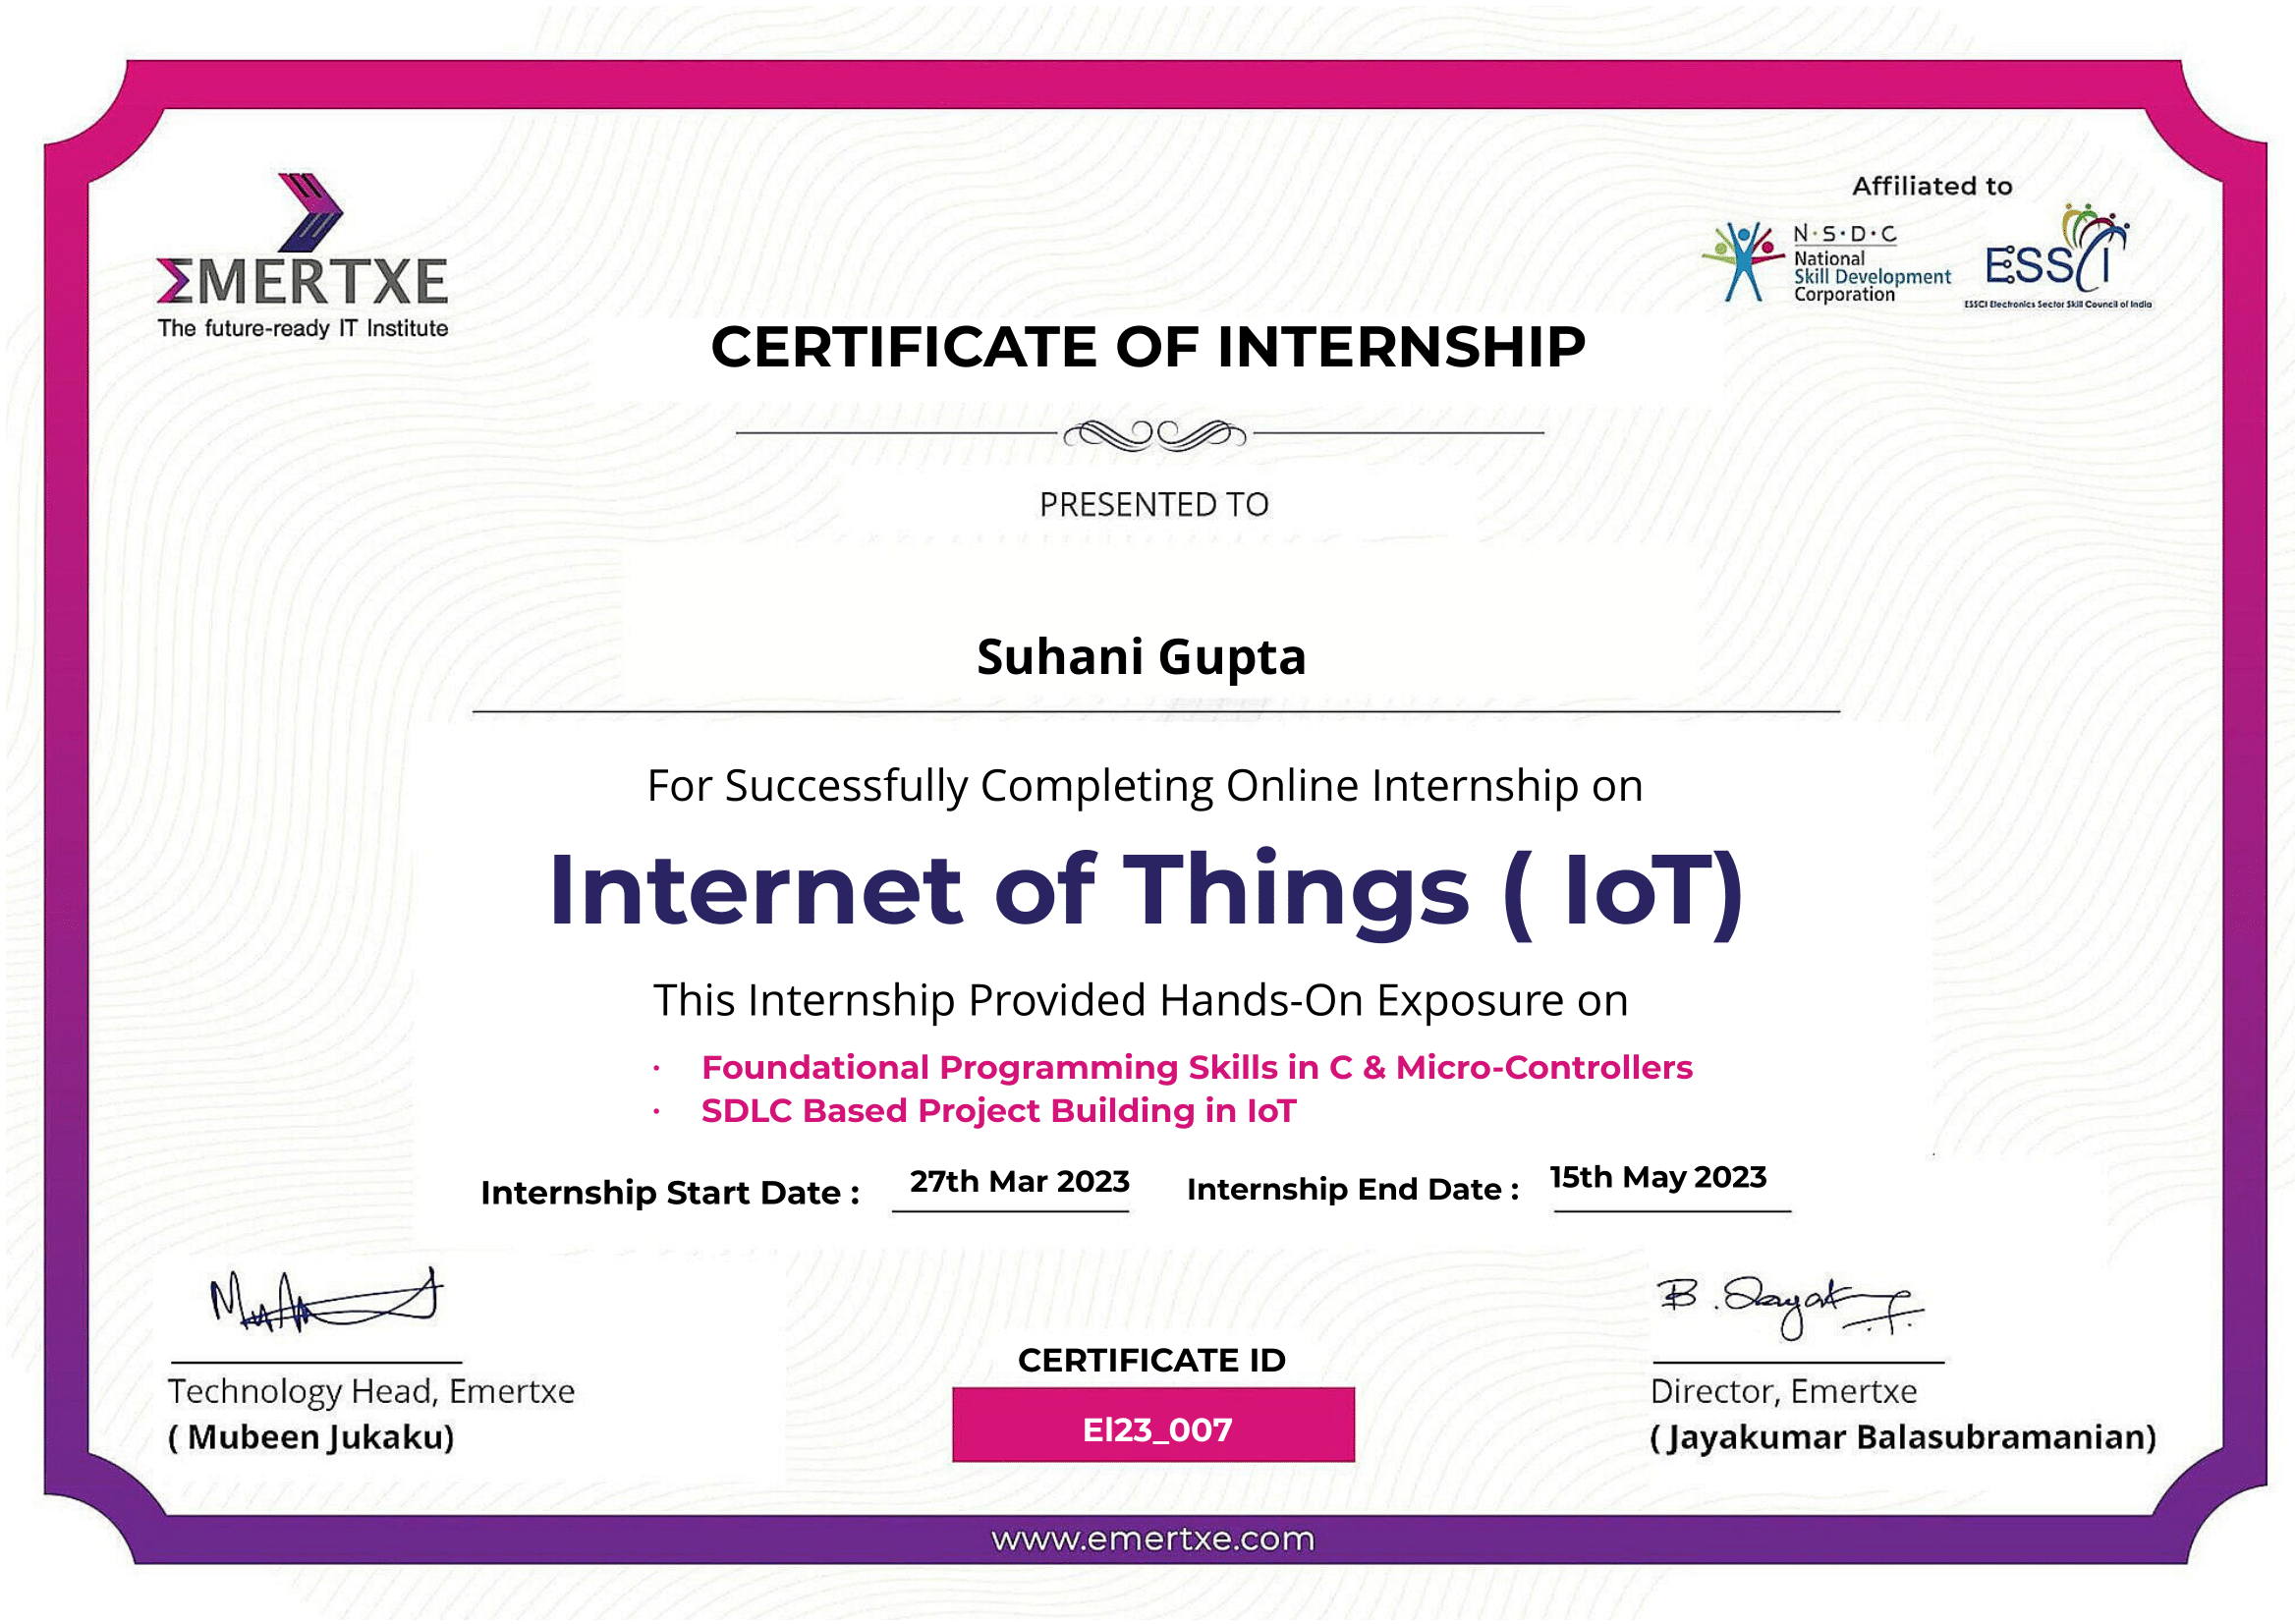 EMERTXE
The future-ready IT Institute
Affiliated to
N·S·D·C
National
Skill Development
Corporation
ESSCI
ESSCI Electronics Sector Skill Council of India
CERTIFICATE OF INTERNSHIP
PRESENTED TO
Suhani Gupta
For Successfully Completing Online Internship on
Internet of Things ( IoT)
This Internship Provided Hands-On Exposure on
· Foundational Programming Skills in C & Micro-Controllers
· SDLC Based Project Building in IoT
Internship Start Date : 27th Mar 2023 Internship End Date : 15th May 2023
Technology Head, Emertxe
( Mubeen Jukaku)
CERTIFICATE ID
EI23_007
B. Jayak
Director, Emertxe
( Jayakumar Balasubramanian)
www.emertxe.com